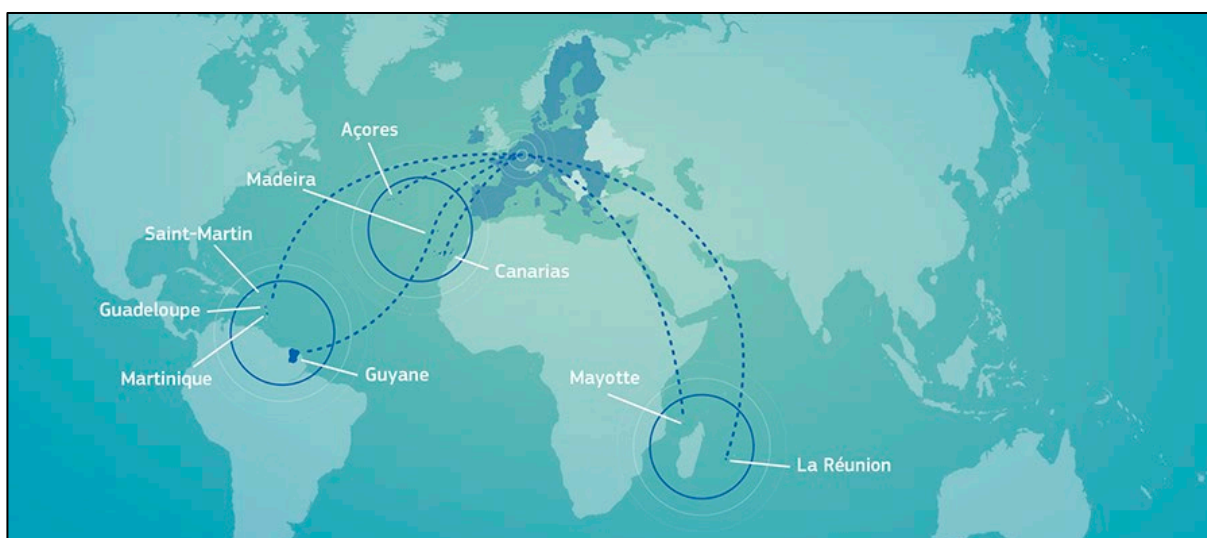 Açores
Madeira
Saint-Martin
Canarias
Guadeloupe
Martinique
Guyane
Mayotte
La Réunion